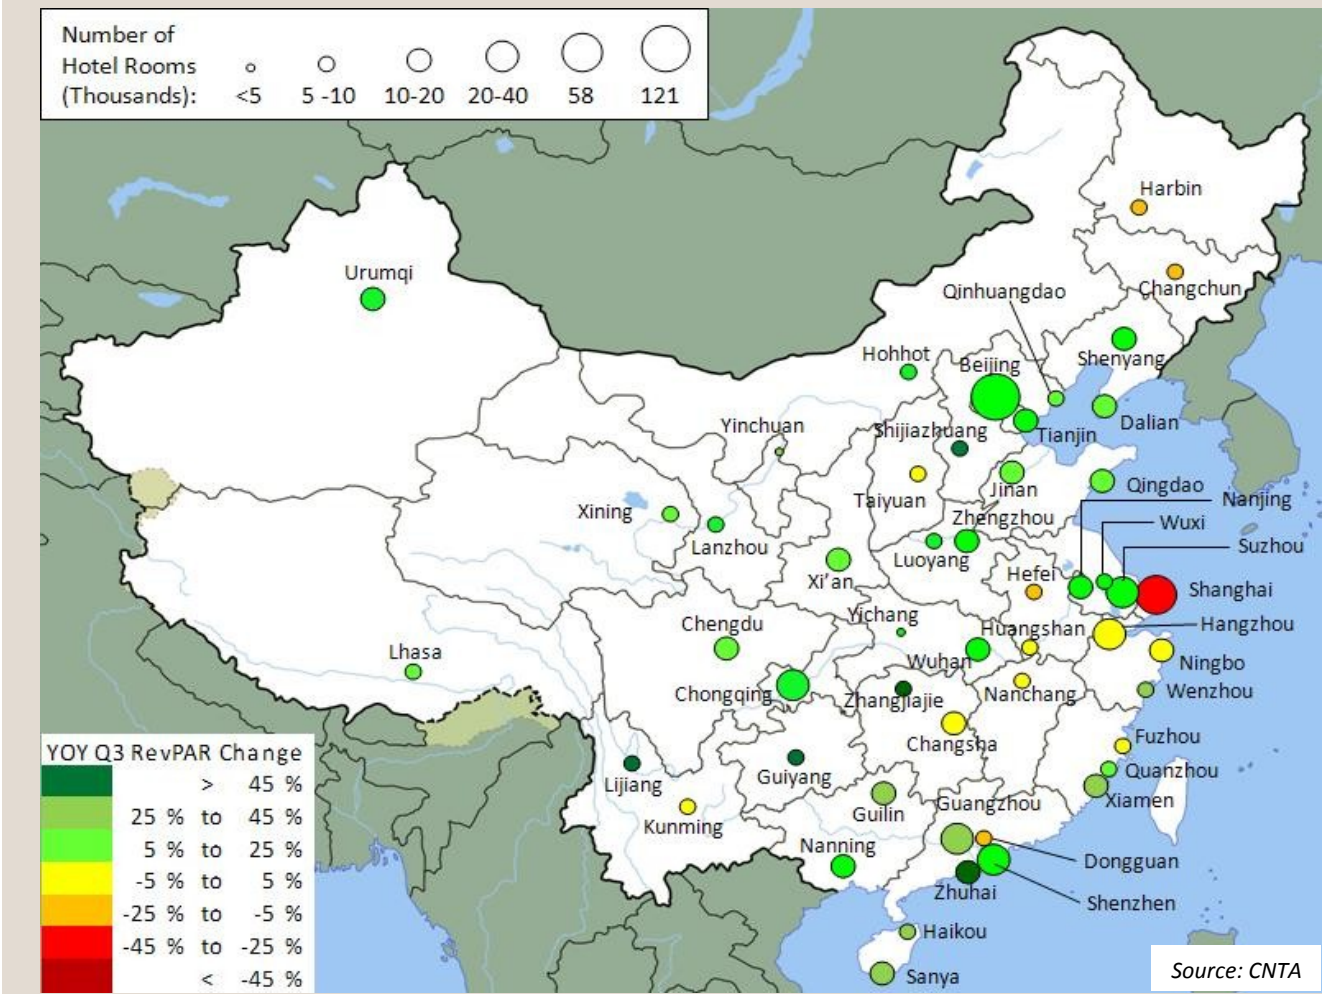 Number of
Hotel Rooms
(Thousands):
<5 5 -10 10-20 20-40 58 121
Harbin
Urumqi
Changchun
Qinhuangdao
Hohhot
Beijing
Shenyang
Dalian
Yinchuan
Shijiazhuang
Tianjin
Taiyuan
Jinan
Qingdao
Nanjing
Xining
Zhengzhou
Wuxi
Lanzhou
Luoyang
Suzhou
Xi'an
Hefei
Shanghai
Chengdu
Yichang
Huangshan
Hangzhou
Lhasa
Wuhan
Ningbo
Chongqing
Zhangjiajie
Nanchang
Wenzhou
Changsha
Fuzhou
Lijiang
Guiyang
Quanzhou
Xiamen
Kunming
Guilin
Guangzhou
Nanning
Dongguan
Zhuhai
Shenzhen
Haikou
Sanya
YOY Q3 RevPAR Change
> 45 %
25 % to 45 %
5 % to 25 %
-5 % to 5 %
-25 % to -5 %
-45 % to -25 %
< -45 %
Source: CNTA